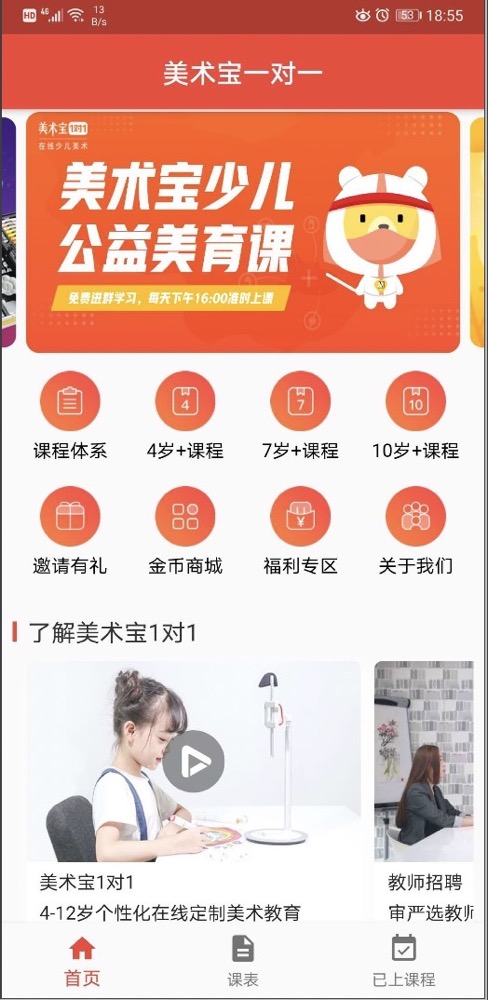 HD 4G 13 B/s 53 18:55
美术宝一对一
美术宝1对1
在线少儿美术
美术宝少儿
公益美育课
免费进群学习，每天下午16:00准时上课
4 7 10
课程体系 4岁+课程 7岁+课程 10岁+课程
¥
邀请有礼 金币商城 福利专区 关于我们
了解美术宝1对1
美术宝1对1 教师招聘
4-12岁个性化在线定制美术教育 审严选教师
首页 课表 已上课程